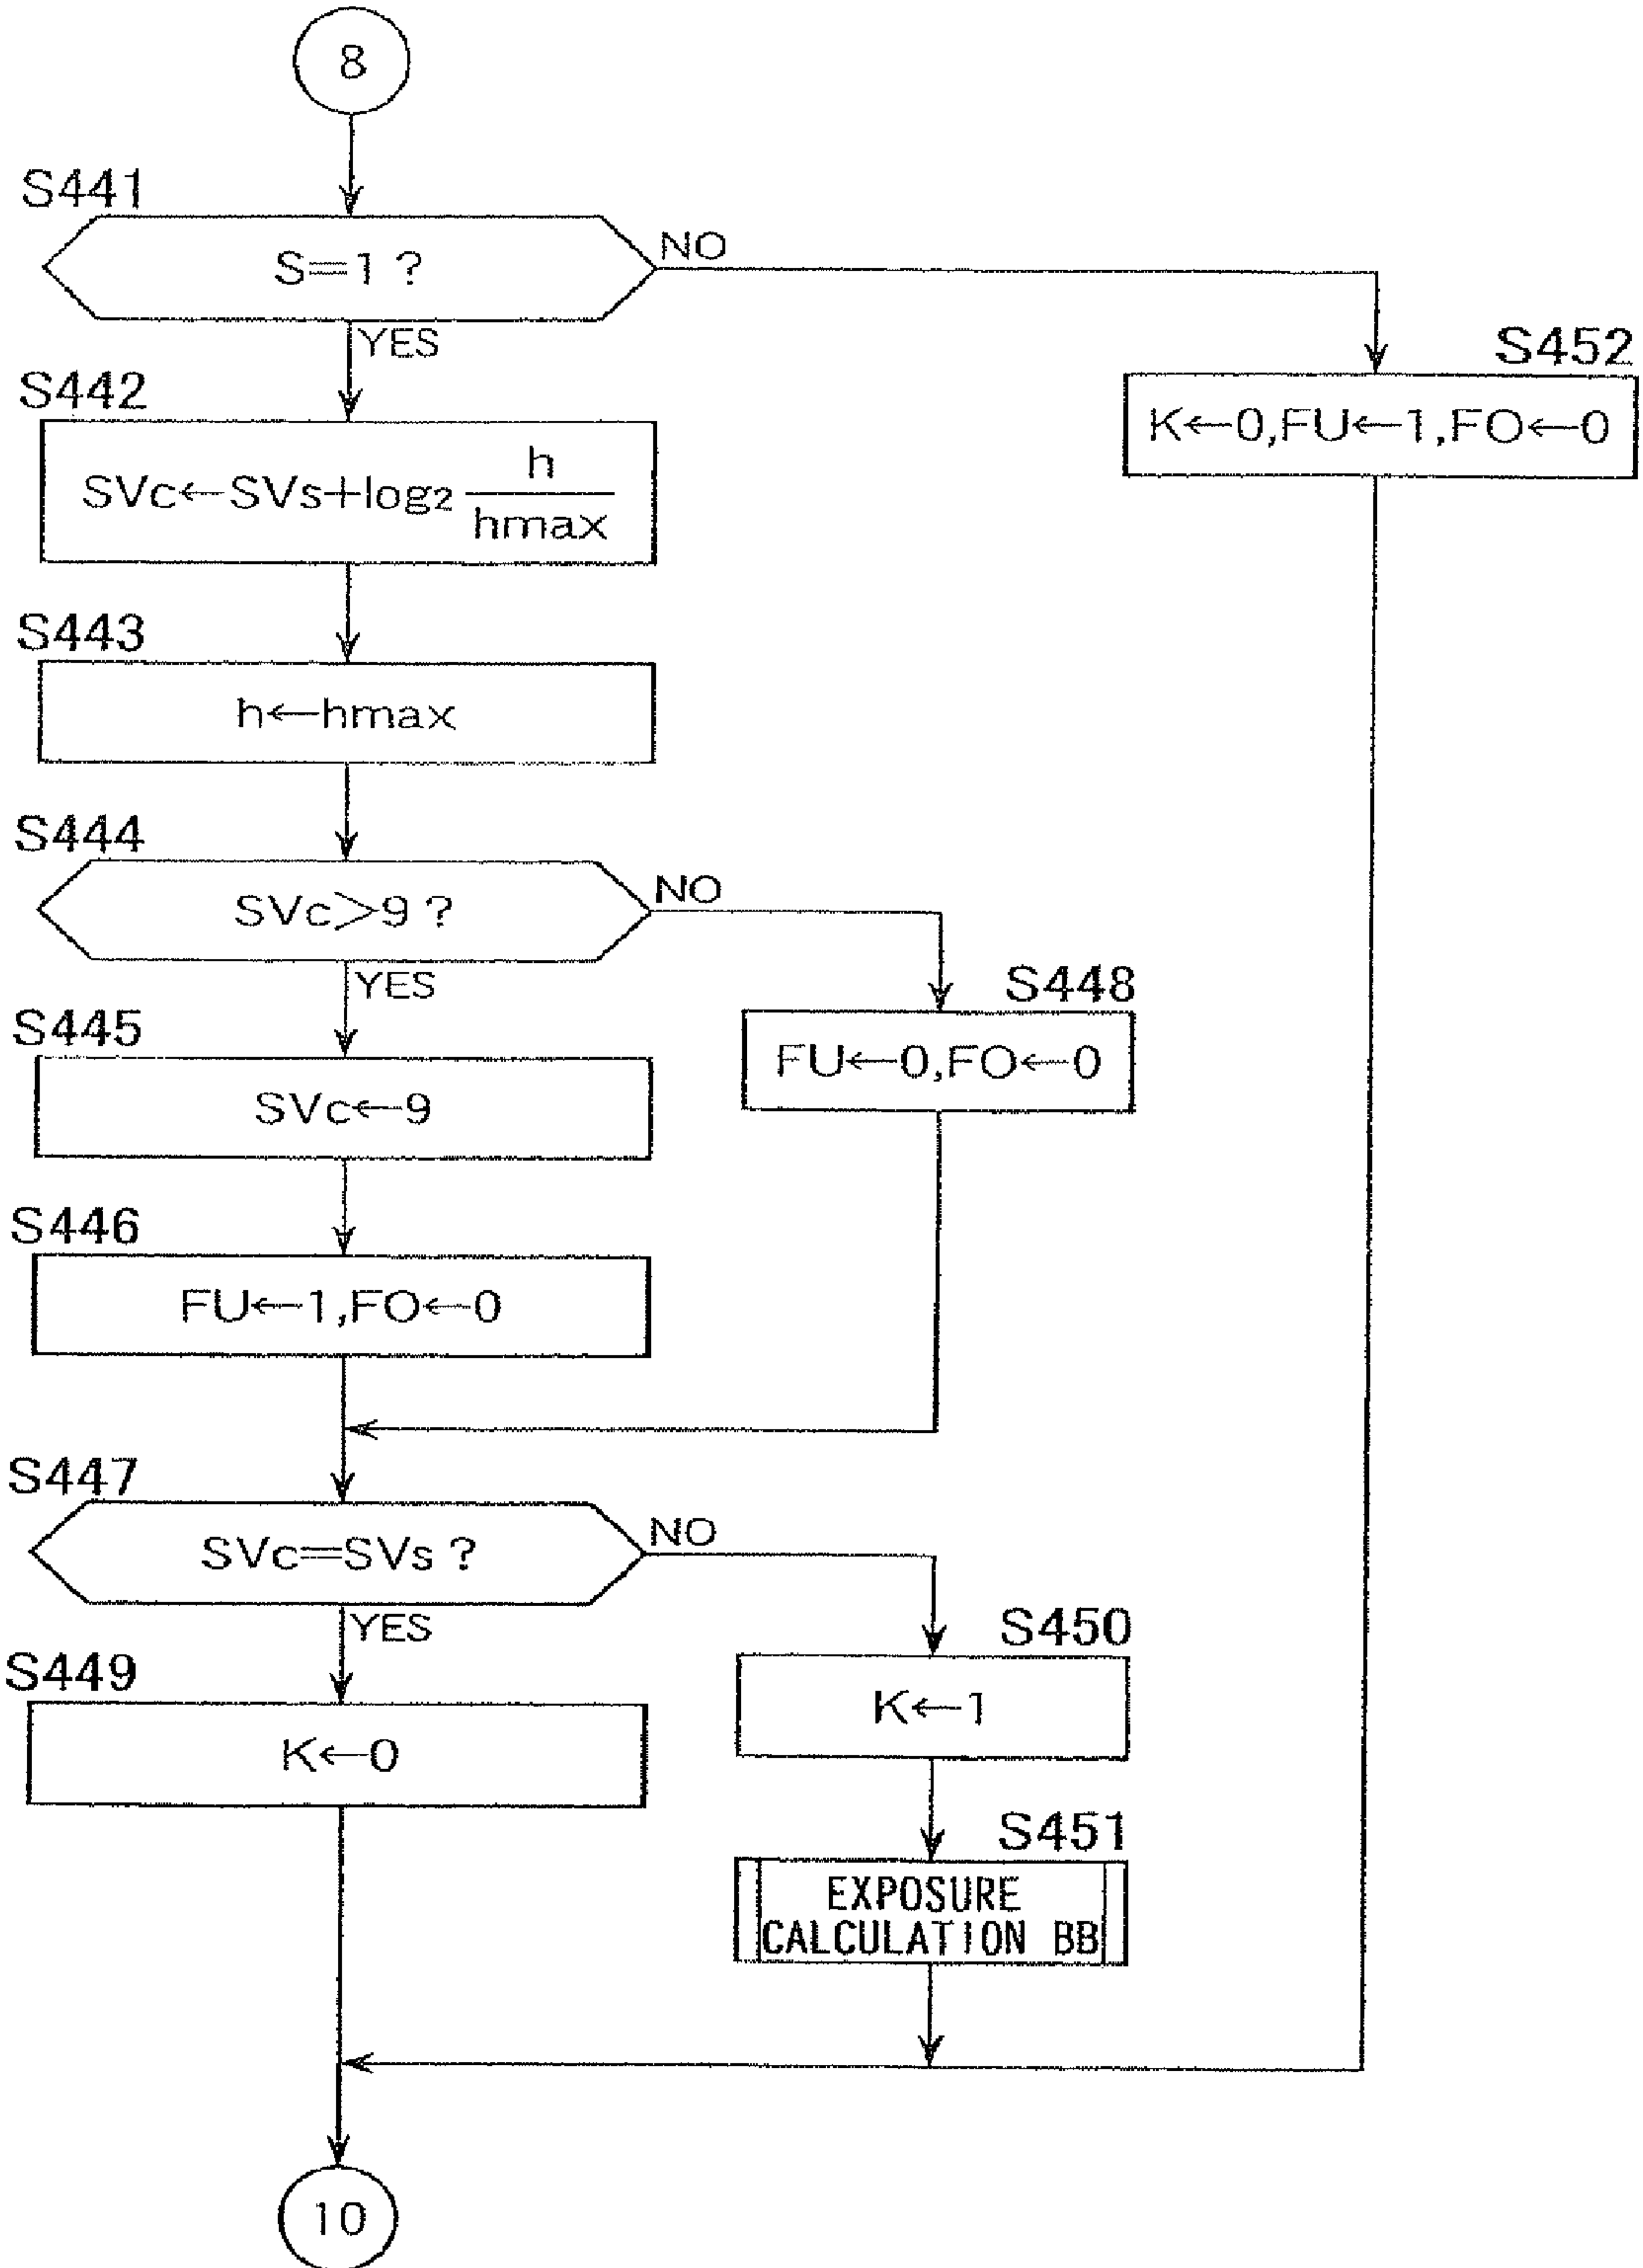 8
S441
S=1?
NO
YES
S452
K←0,FU←1,FO←0
S442
SVc←SVs+log2 h/hmax
S443
h←hmax
S444
SVc>9?
NO
YES
S448
FU←0,FO←0
S445
SVc←9
S446
FU←1,FO←0
S447
SVc=SVs?
NO
YES
S450
K←1
S449
K←0
S451
EXPOSURE
CALCULATION BB
10